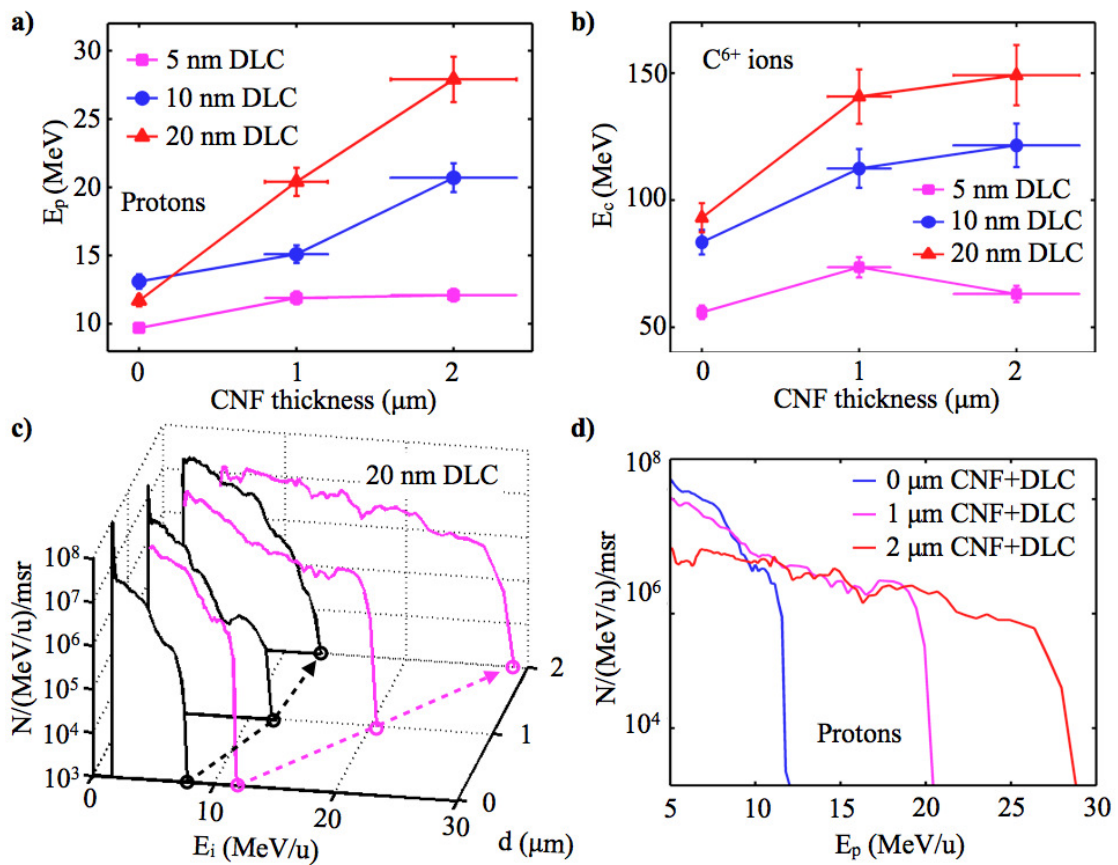 a)
30
25
20
15
10
E_p (MeV)
5 nm DLC
10 nm DLC
20 nm DLC
Protons
0 1 2
CNF thickness (μm)
b)
150
100
50
E_c (MeV)
C⁶⁺ ions
5 nm DLC
10 nm DLC
20 nm DLC
0 1 2
CNF thickness (μm)
c)
20 nm DLC
N/(MeV/u)/msr
10⁸
10⁷
10⁶
10⁵
10⁴
10³
0 10 20 30
E_i (MeV/u)
0
1
2
d (μm)
d)
10⁸
10⁶
10⁴
N/(MeV/u)/msr
0 μm CNF+DLC
1 μm CNF+DLC
2 μm CNF+DLC
Protons
5 10 15 20 25 30
E_p (MeV/u)